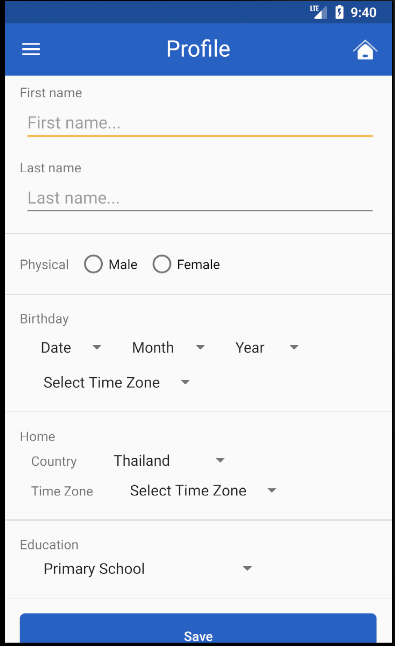 LTE 9:40
Profile
First name
First name...
Last name
Last name...
Physical Male Female
Birthday
Date Month Year
Select Time Zone
Home
Country Thailand
Time Zone Select Time Zone
Education
Primary School
Save